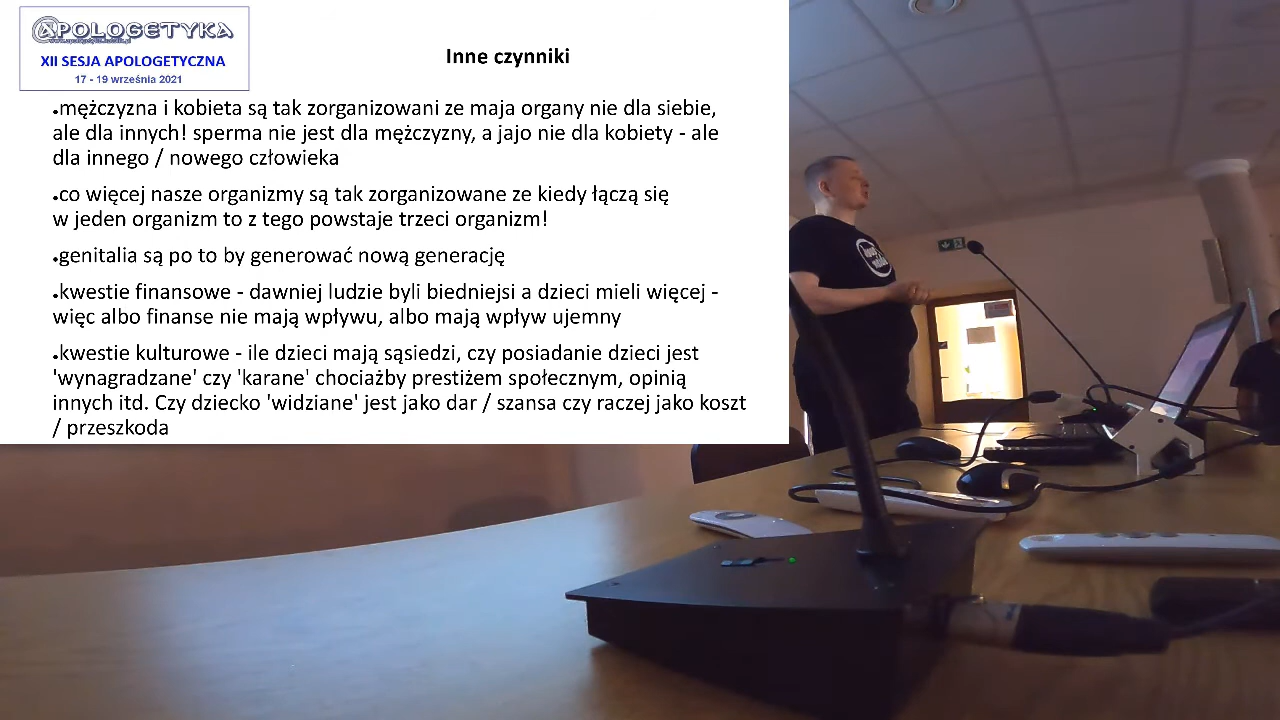 @POLOGETYKA
XII SESJA APOLOGETYCZNA
17 - 19 września 2021
Inne czynniki
•mężczyzna i kobieta są tak zorganizowani ze maja organy nie dla siebie,
ale dla innych! sperma nie jest dla mężczyzny, a jajo nie dla kobiety - ale
dla innego / nowego człowieka
•co więcej nasze organizmy są tak zorganizowane ze kiedy łączą się
w jeden organizm to z tego powstaje trzeci organizm!
•genitalia są po to by generować nową generację
•kwestie finansowe - dawniej ludzie byli biedniejsi a dzieci mieli więcej -
więc albo finanse nie mają wpływu, albo mają wpływ ujemny
•kwestie kulturowe - ile dzieci mają sąsiedzi, czy posiadanie dzieci jest
'wynagradzane' czy 'karane' chociażby prestiżem społecznym, opinią
innych itd. Czy dziecko 'widziane' jest jako dar / szansa czy raczej jako koszt
/ przeszkoda